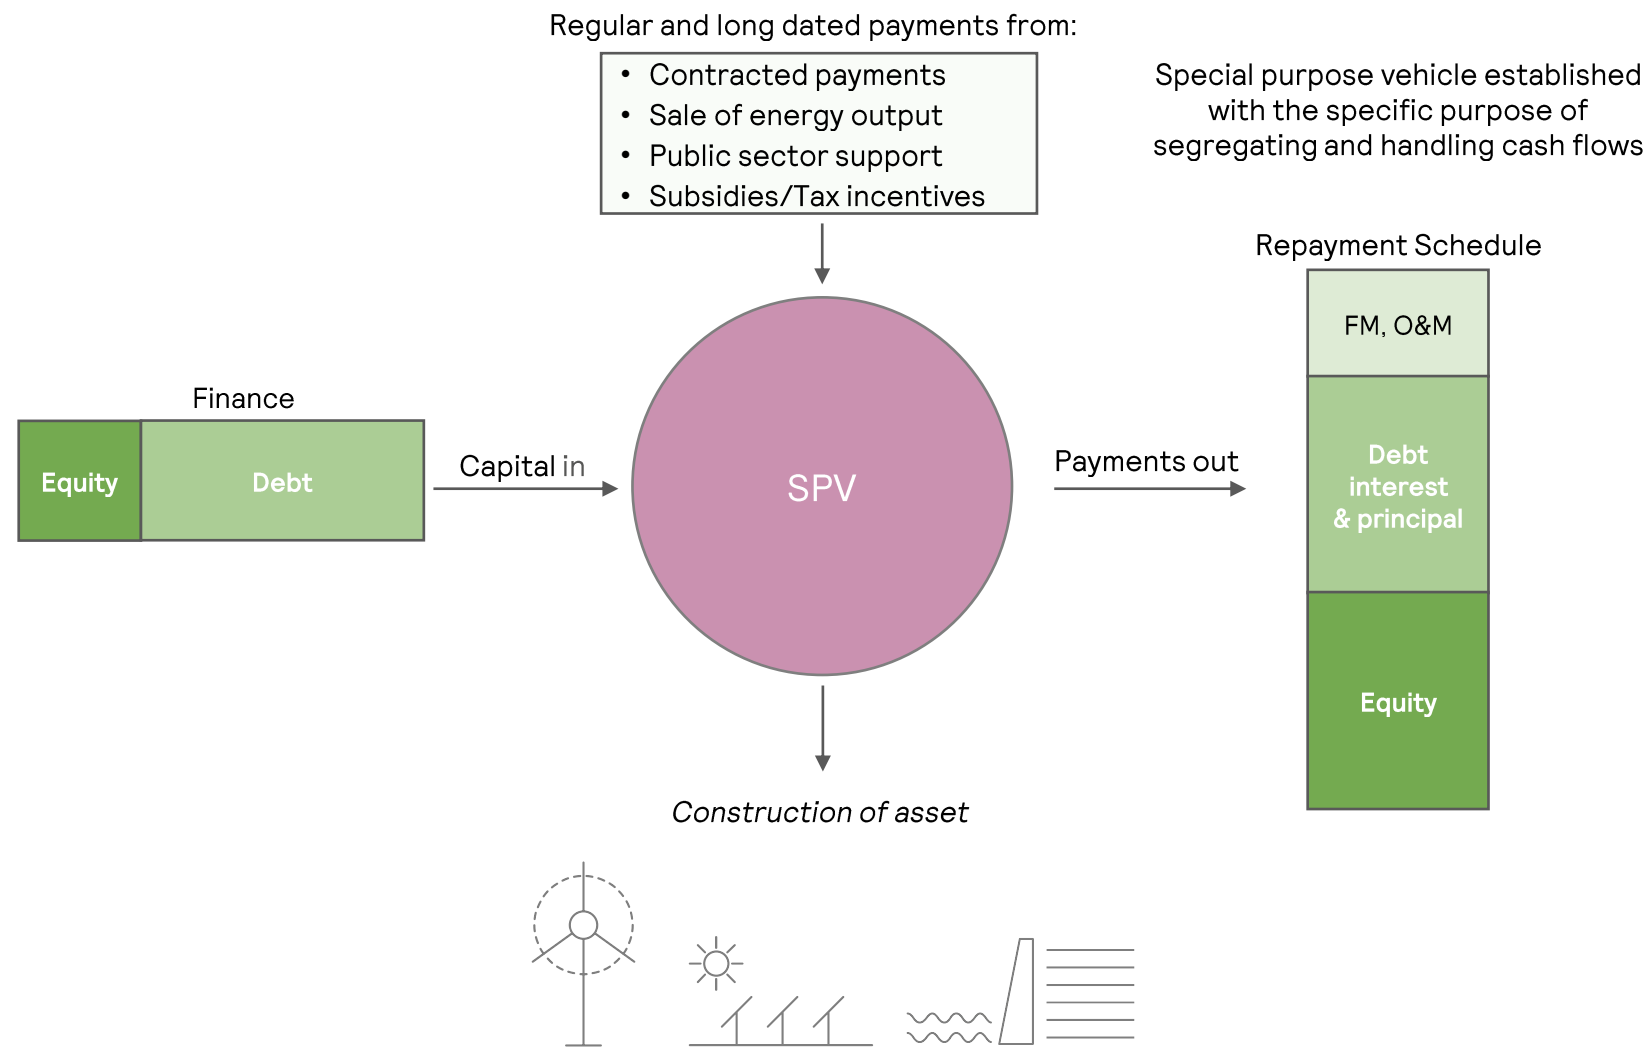 Regular and long dated payments from:
• Contracted payments
• Sale of energy output
• Public sector support
• Subsidies/Tax incentives
Special purpose vehicle established
with the specific purpose of
segregating and handling cash flows
Repayment Schedule
FM, O&M
Debt
interest
& principal
Equity
Finance
Equity
Debt
Capital in
SPV
Payments out
Construction of asset